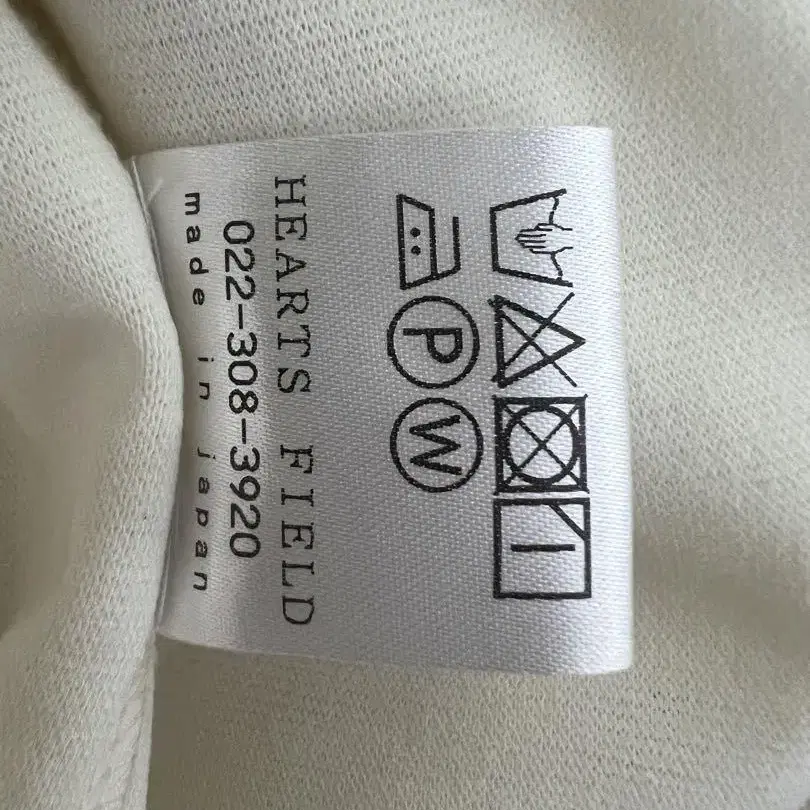 P W
HEARTS FIELD
022-308-3920
made in japan